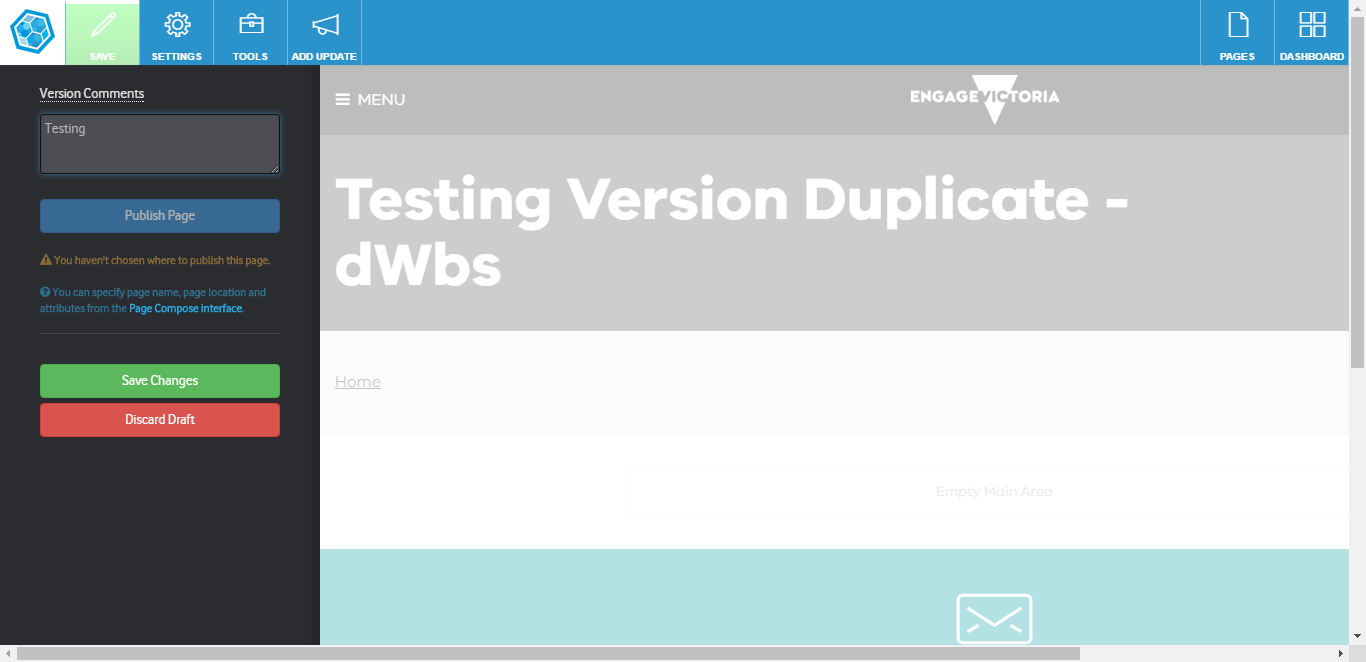 SAVE
SETTINGS
TOOLS
ADD UPDATE
PAGES
DASHBOARD
Version Comments
Testing
Publish Page
You haven't chosen where to publish this page.
You can specify page name, page location and
attributes from the Page Compose interface.
Save Changes
Discard Draft
MENU
ENGAGEVICTORIA
Testing Version Duplicate -
dWbs
Home
Empty Main Area